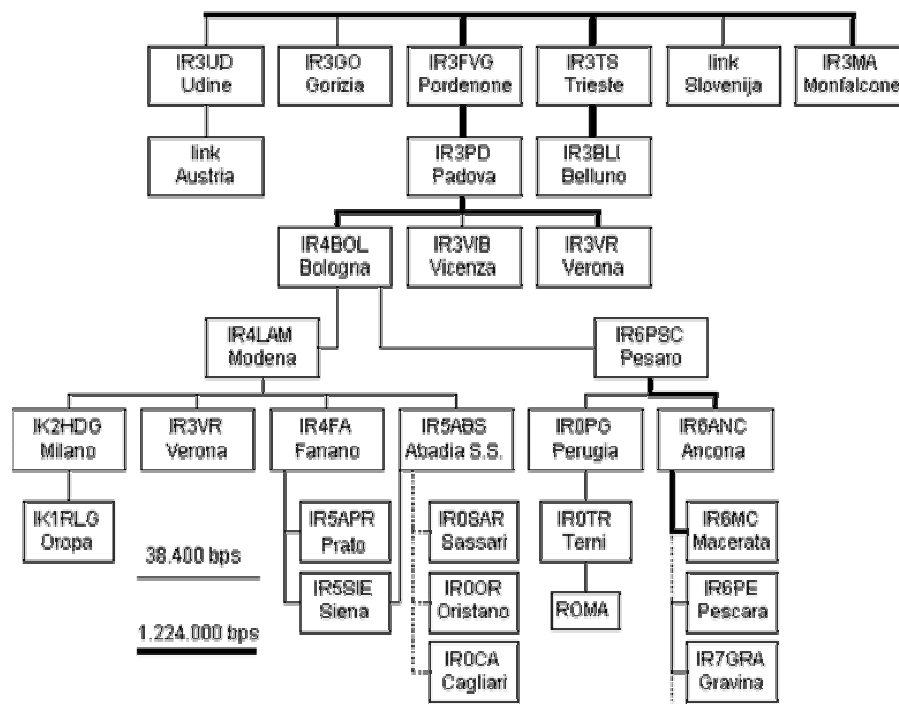 IR3UD
Udine
IR3GO
Gorizia
IR3FVG
Pordenone
IR3TS
Trieste
link
Slovenija
IR3MA
Monfalcone
link
Austria
IR3PD
Padova
IR3BLI
Belluno
IR4BOL
Bologna
IR3VIB
Vicenza
IR3VR
Verona
IR4LAM
Modena
IR6PSC
Pesaro
IK2HDG
Milano
IR3VR
Verona
IR4FA
Fanano
IR5ABS
Abadia S.S.
IR0PG
Perugia
IR6ANC
Ancona
IK1RLG
Oropa
IR5APR
Prato
IR0SAR
Sassari
IR0TR
Terni
IR6MC
Macerata
38.400 bps
IR5SIE
Siena
IR0OR
Oristano
ROMA
IR6PE
Pescara
1.224.000 bps
IR0CA
Cagliari
IR7GRA
Gravina